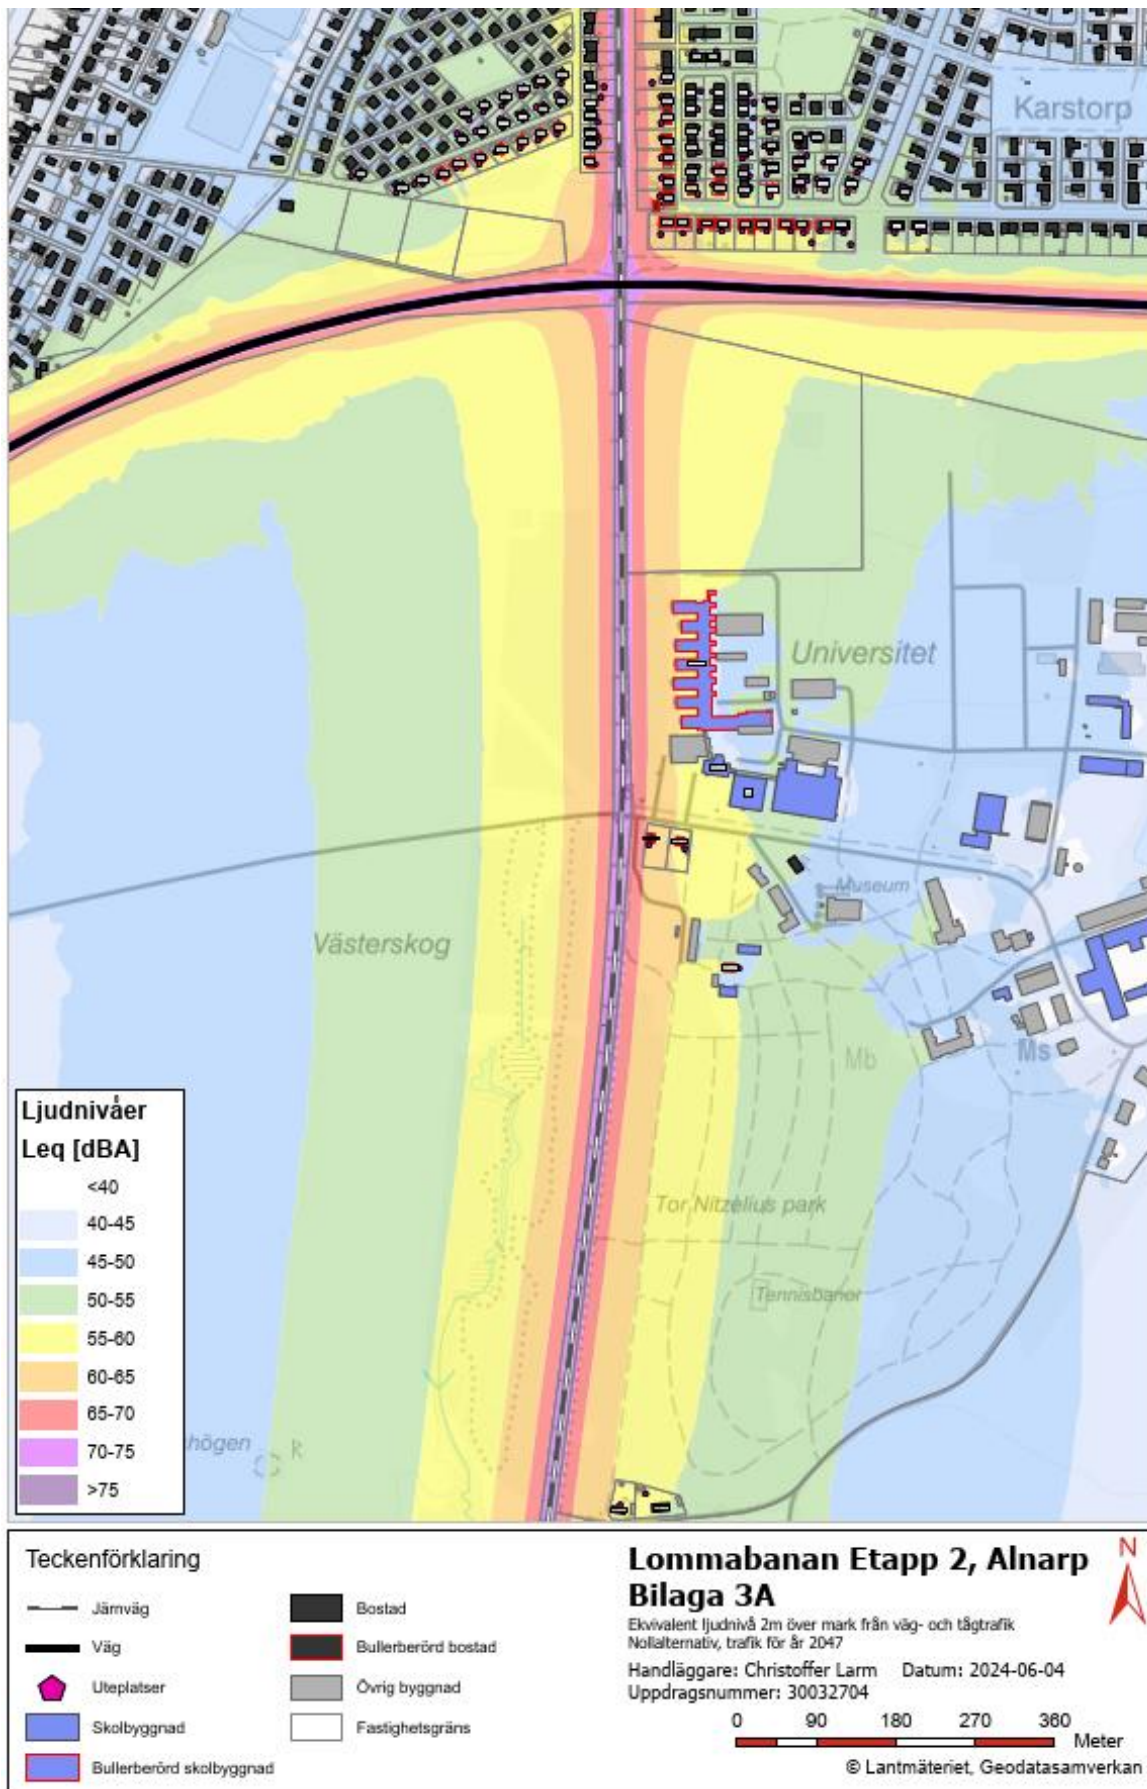 Karstorp
Universitet
Museum
Västerskog
Mb
Ms
Tor Nitzelius park
Tennisbanor
högen
R
Ljudnivåer
Leq [dBA]
<40
40-45
45-50
50-55
55-60
60-65
65-70
70-75
>75
Teckenförklaring
Järnväg
Väg
Uteplatser
Skolbyggnad
Bullerberörd skolbyggnad
Bostad
Bullerberörd bostad
Övrig byggnad
Fastighetsgräns
Lommabanan Etapp 2, Alnarp
Bilaga 3A
Ekvivalent ljudnivå 2m över mark från väg- och tågtrafik
Nollalternativ, trafik för år 2047
Handläggare: Christoffer Larm Datum: 2024-06-04
Uppdragsnummer: 30032704
N
0 90 180 270 360
Meter
© Lantmäteriet, Geodatasamverkan